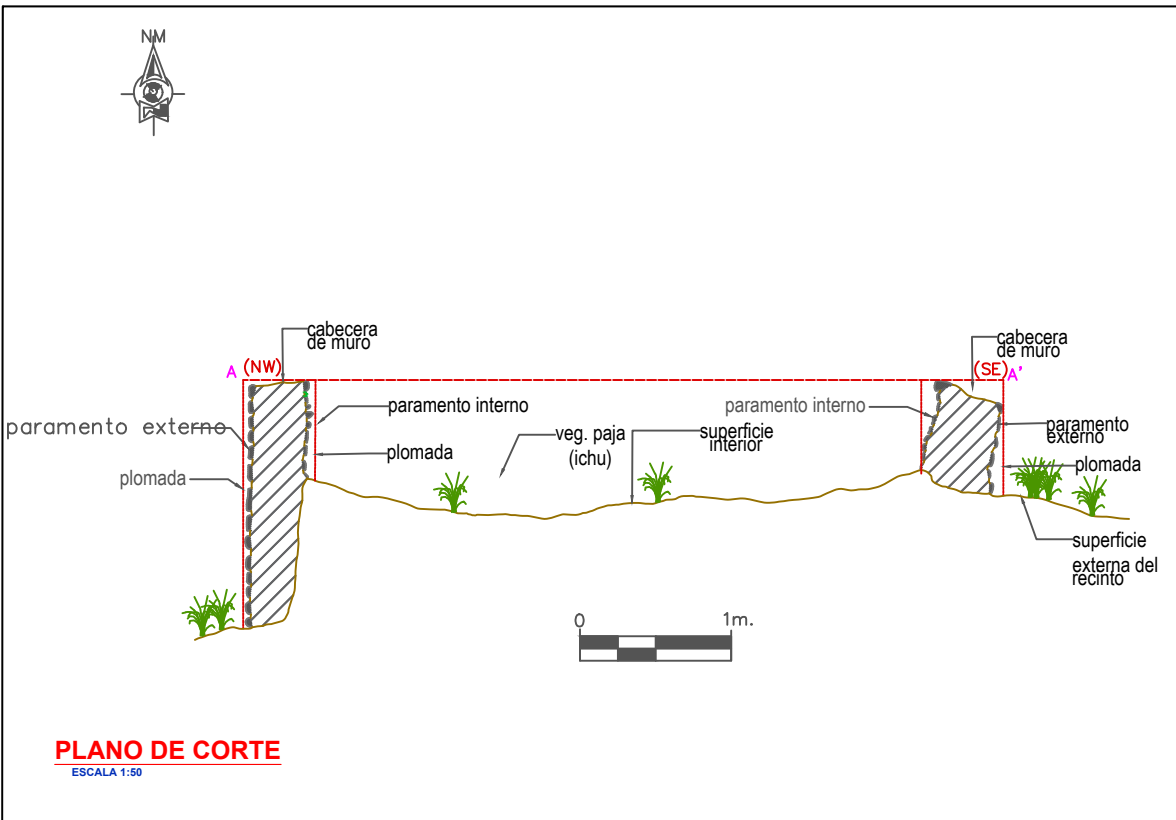 NM
cabecera
de muro
cabecera
de muro
A (NW)
(SE) A'
paramento interno
paramento interno
paramento externo
veg. paja
(ichu)
superficie
interior
paramento
externo
plomada
plomada
plomada
superficie
externa del
recinto
0 1m.
PLANO DE CORTE
ESCALA 1:50